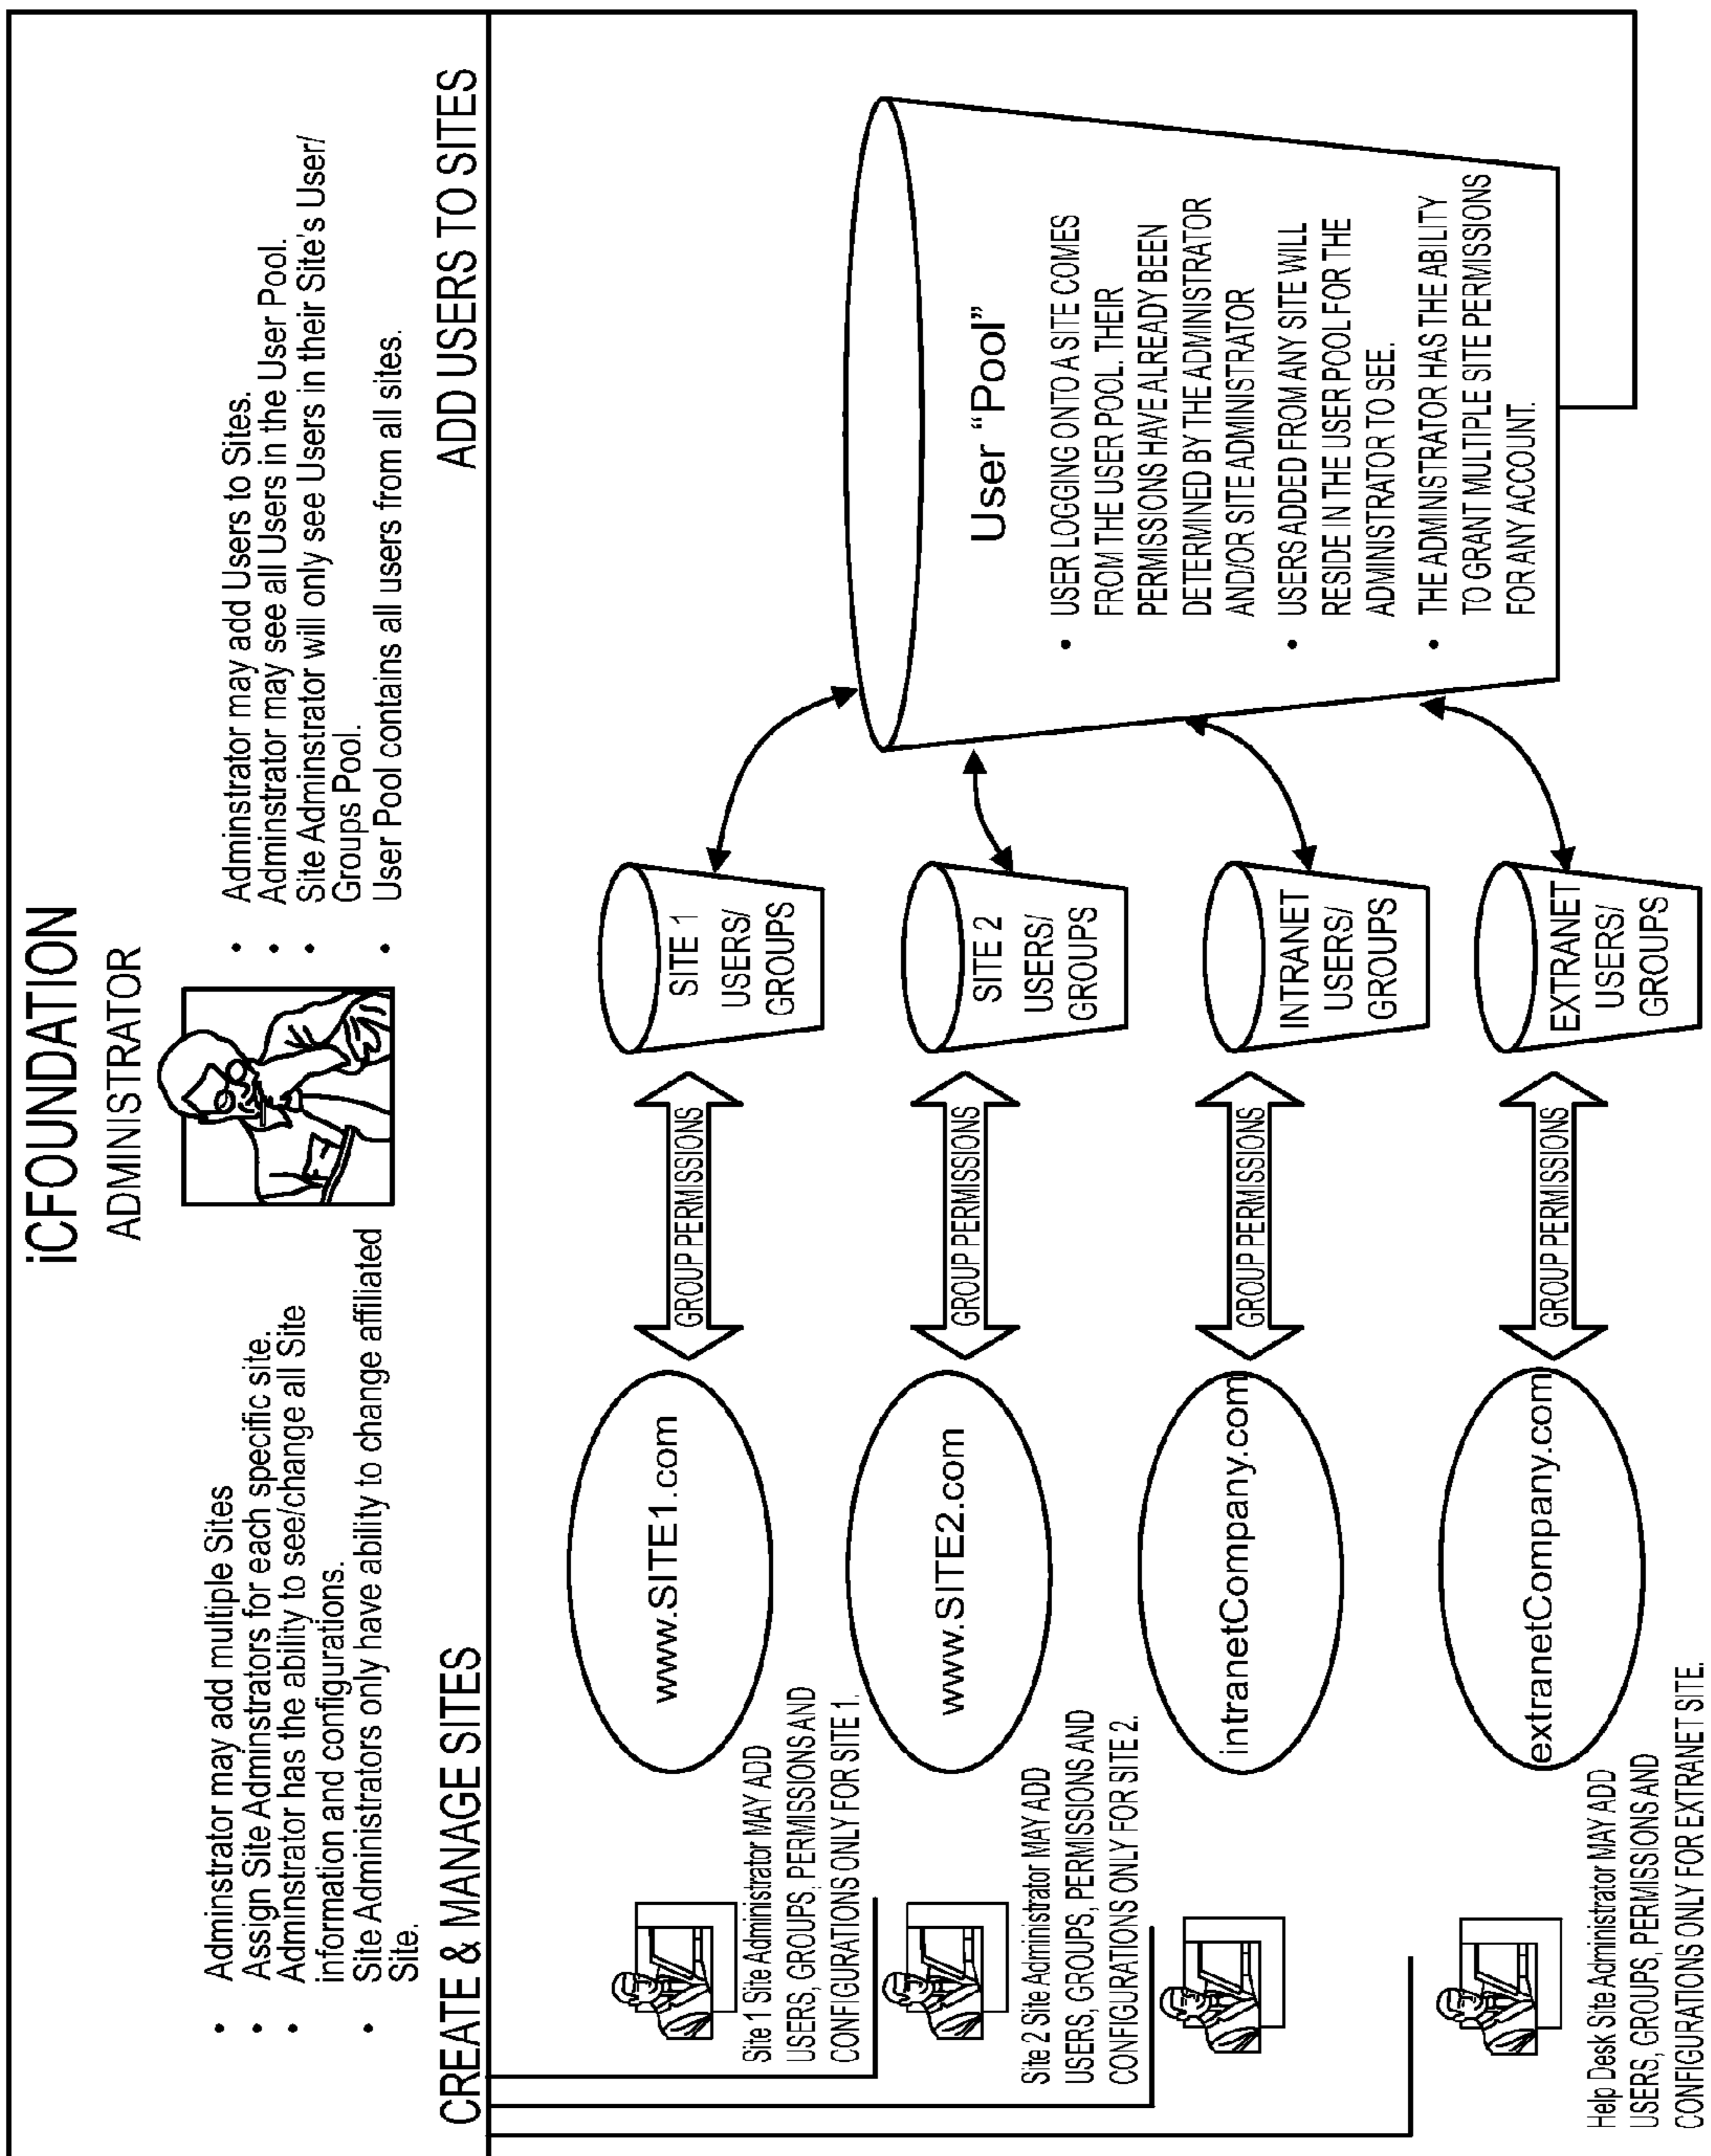 iCFOUNDATION
ADMINISTRATOR
• Adminstrator may add multiple Sites
• Assign Site Adminstrators for each specific site.
• Adminstrator has the ability to see/change all Site
information and configurations.
• Site Administrators only have ability to change affiliated
Site.
• Adminstrator may add Users to Sites.
• Adminstrator may see all Users in the User Pool.
• Site Adminstrator will only see Users in their Site's User/
Groups Pool.
• User Pool contains all users from all sites.
CREATE & MANAGE SITES
ADD USERS TO SITES
Site 1 Site Administrator MAY ADD
USERS, GROUPS, PERMISSIONS AND
CONFIGURATIONS ONLY FOR SITE 1.
www.SITE1.com
GROUP PERMISSIONS
SITE 1
USERS/
GROUPS
Site 2 Site Administrator MAY ADD
USERS, GROUPS, PERMISSIONS AND
CONFIGURATIONS ONLY FOR SITE 2.
www.SITE2.com
GROUP PERMISSIONS
SITE 2
USERS/
GROUPS
intranetCompany.com
GROUP PERMISSIONS
INTRANET
USERS/
GROUPS
Help Desk Site Administrator MAY ADD
USERS, GROUPS, PERMISSIONS AND
CONFIGURATIONS ONLY FOR EXTRANET SITE.
extranetCompany.com
GROUP PERMISSIONS
EXTRANET
USERS/
GROUPS
User "Pool"
• USER LOGGING ONTO A SITE COMES
FROM THE USER POOL. THEIR
PERMISSIONS HAVE ALREADY BEEN
DETERMINED BY THE ADMINISTRATOR
AND/OR SITE ADMINISTRATOR
• USERS ADDED FROM ANY SITE WILL
RESIDE IN THE USER POOL FOR THE
ADMINISTRATOR TO SEE.
• THE ADMINISTRATOR HAS THE ABILITY
TO GRANT MULTIPLE SITE PERMISSIONS
FOR ANY ACCOUNT.